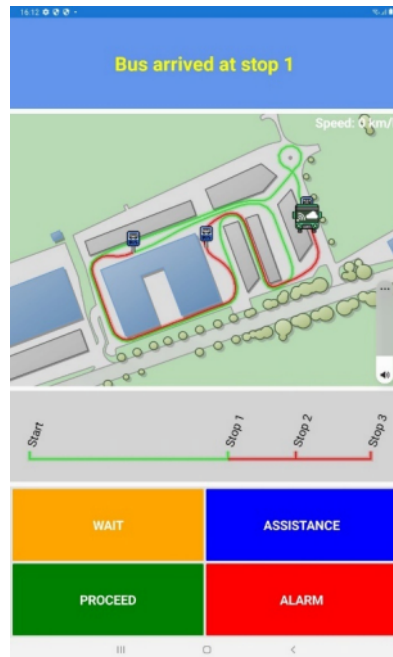 16:12
Bus arrived at stop 1
Speed: 0 km/
Start
Stop 1
Stop 2
Stop 3
WAIT
ASSISTANCE
PROCEED
ALARM